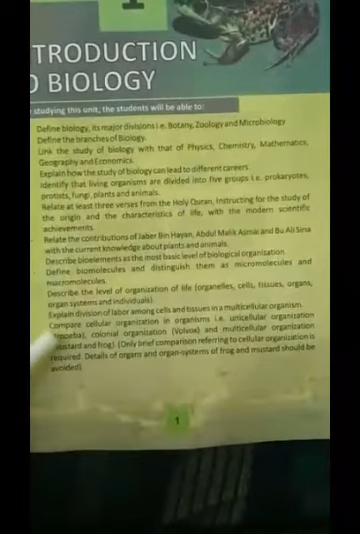 1
TRODUCTION
O BIOLOGY
studying this unit, the students will be able to:
Define biology, its major divisions i.e. Botany, Zoology and Microbiology
Define the branches of Biology.
Link the study of biology with that of Physics, Chemistry, Mathematics,
Geography and Economics.
Explain how the study of biology can lead to different careers
Identify that living organisms are divided into five groups i.e. prokaryotes,
protists, fungi, plants and animals.
Relate at least three verses from the Holy Quran, instructing for the study of
the origin and the characteristics of life, with the modern scientific
achievements.
Relate the contributions of Jaber Bin Hayan, Abdul Malik Asmai and Bu Ali Sina
with the current knowledge about plants and animals.
Describe bioelements as the most basic level of biological organization
Define biomolecules and distinguish them as micromolecules and
macromolecules.
Describe the level of organization of life (organelles, cells, tissues, organs,
organ systems and individuals).
Explain division of labor among cells and tissues in a multicellular organism.
Compare cellular organization in organisms i.e. unicellular organization
moeba), colonial organization (Volvox) and multicellular organization
ustard and frog). (Only brief comparison referring to cellular organization is
required. Details of organs and organ-systems of frog and mustard should be
avoided)
1